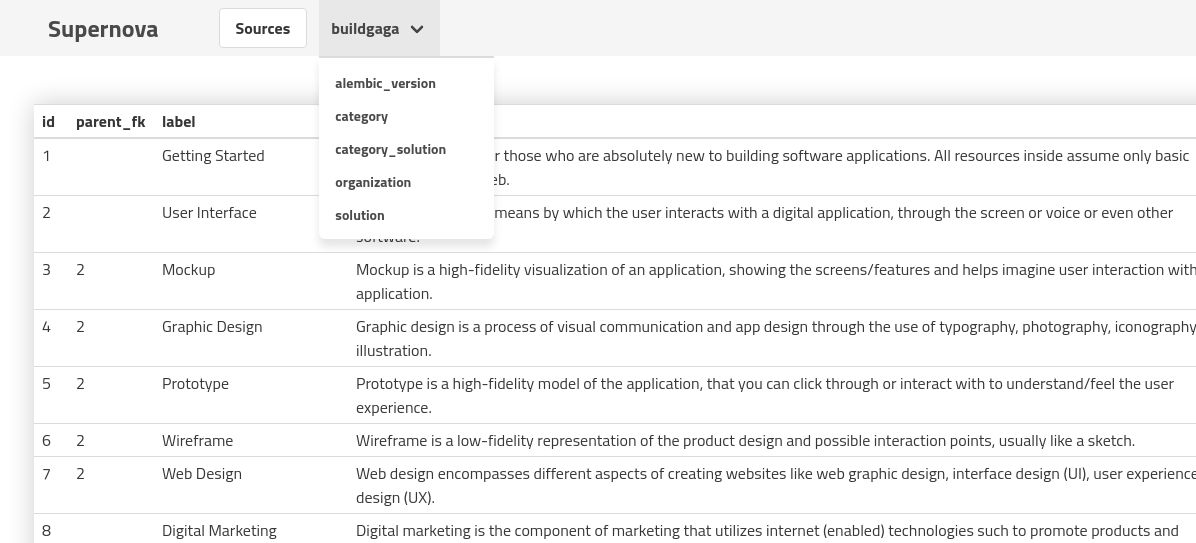 Supernova Sources buildgaga
alembic_version
category
category_solution
organization
solution
id parent_fk label
1 Getting Started those who are absolutely new to building software applications. All resources inside assume only basic
2 User Interface means by which the user interacts with a digital application, through the screen or voice or even other
software.
3 2 Mockup Mockup is a high-fidelity visualization of an application, showing the screens/features and helps imagine user interaction with
application.
4 2 Graphic Design Graphic design is a process of visual communication and app design through the use of typography, photography, iconography
illustration.
5 2 Prototype Prototype is a high-fidelity model of the application, that you can click through or interact with to understand/feel the user
experience.
6 2 Wireframe Wireframe is a low-fidelity representation of the product design and possible interaction points, usually like a sketch.
7 2 Web Design Web design encompasses different aspects of creating websites like web graphic design, interface design (UI), user experience
design (UX).
8 Digital Marketing Digital marketing is the component of marketing that utilizes internet (enabled) technologies such to promote products and